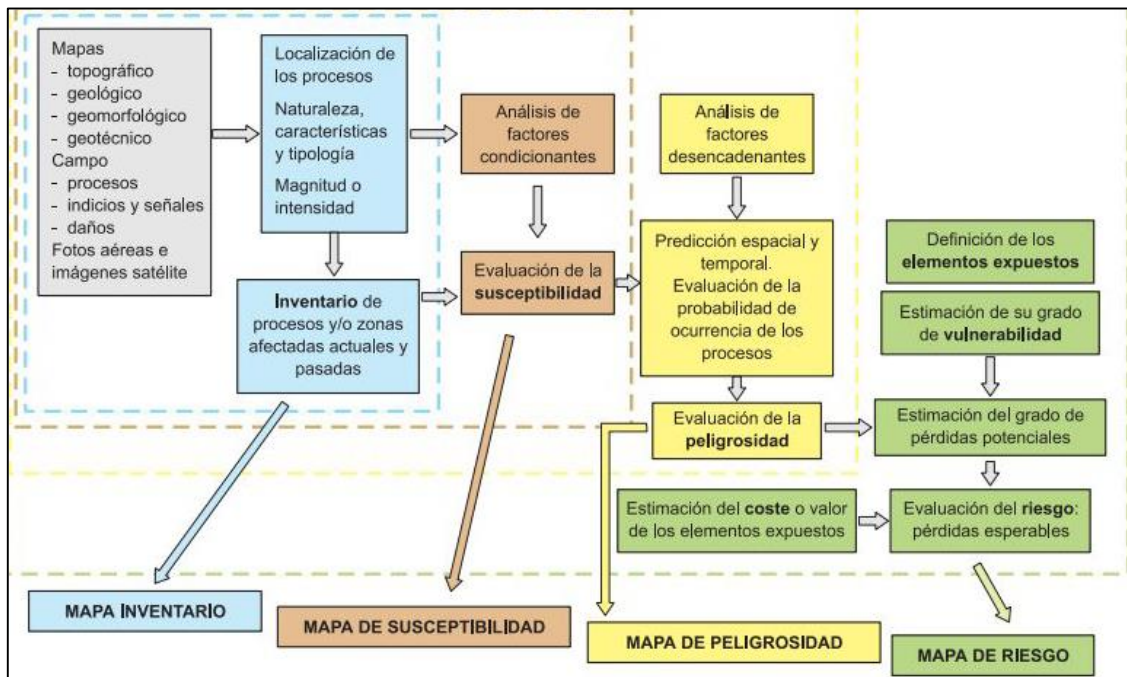 Mapas
- topográfico
- geológico
- geomorfológico
- geotécnico
Campo
- procesos
- indicios y señales
- daños
Fotos aéreas e
imágenes satélite
Localización de
los procesos
Naturaleza,
características
y tipología
Magnitud o
intensidad
Inventario de
procesos y/o zonas
afectadas actuales y
pasadas
Análisis de
factores
condicionantes
Evaluación de la
susceptibilidad
Análisis de
factores
desencadenantes
Predicción espacial y
temporal.
Evaluación de la
probabilidad de
ocurrencia de los
procesos
Evaluación de la
peligrosidad
Definición de los
elementos expuestos
Estimación de su grado
de vulnerabilidad
Estimación del grado de
pérdidas potenciales
Estimación del coste o valor
de los elementos expuestos
Evaluación del riesgo:
pérdidas esperables
MAPA INVENTARIO
MAPA DE SUSCEPTIBILIDAD
MAPA DE PELIGROSIDAD
MAPA DE RIESGO